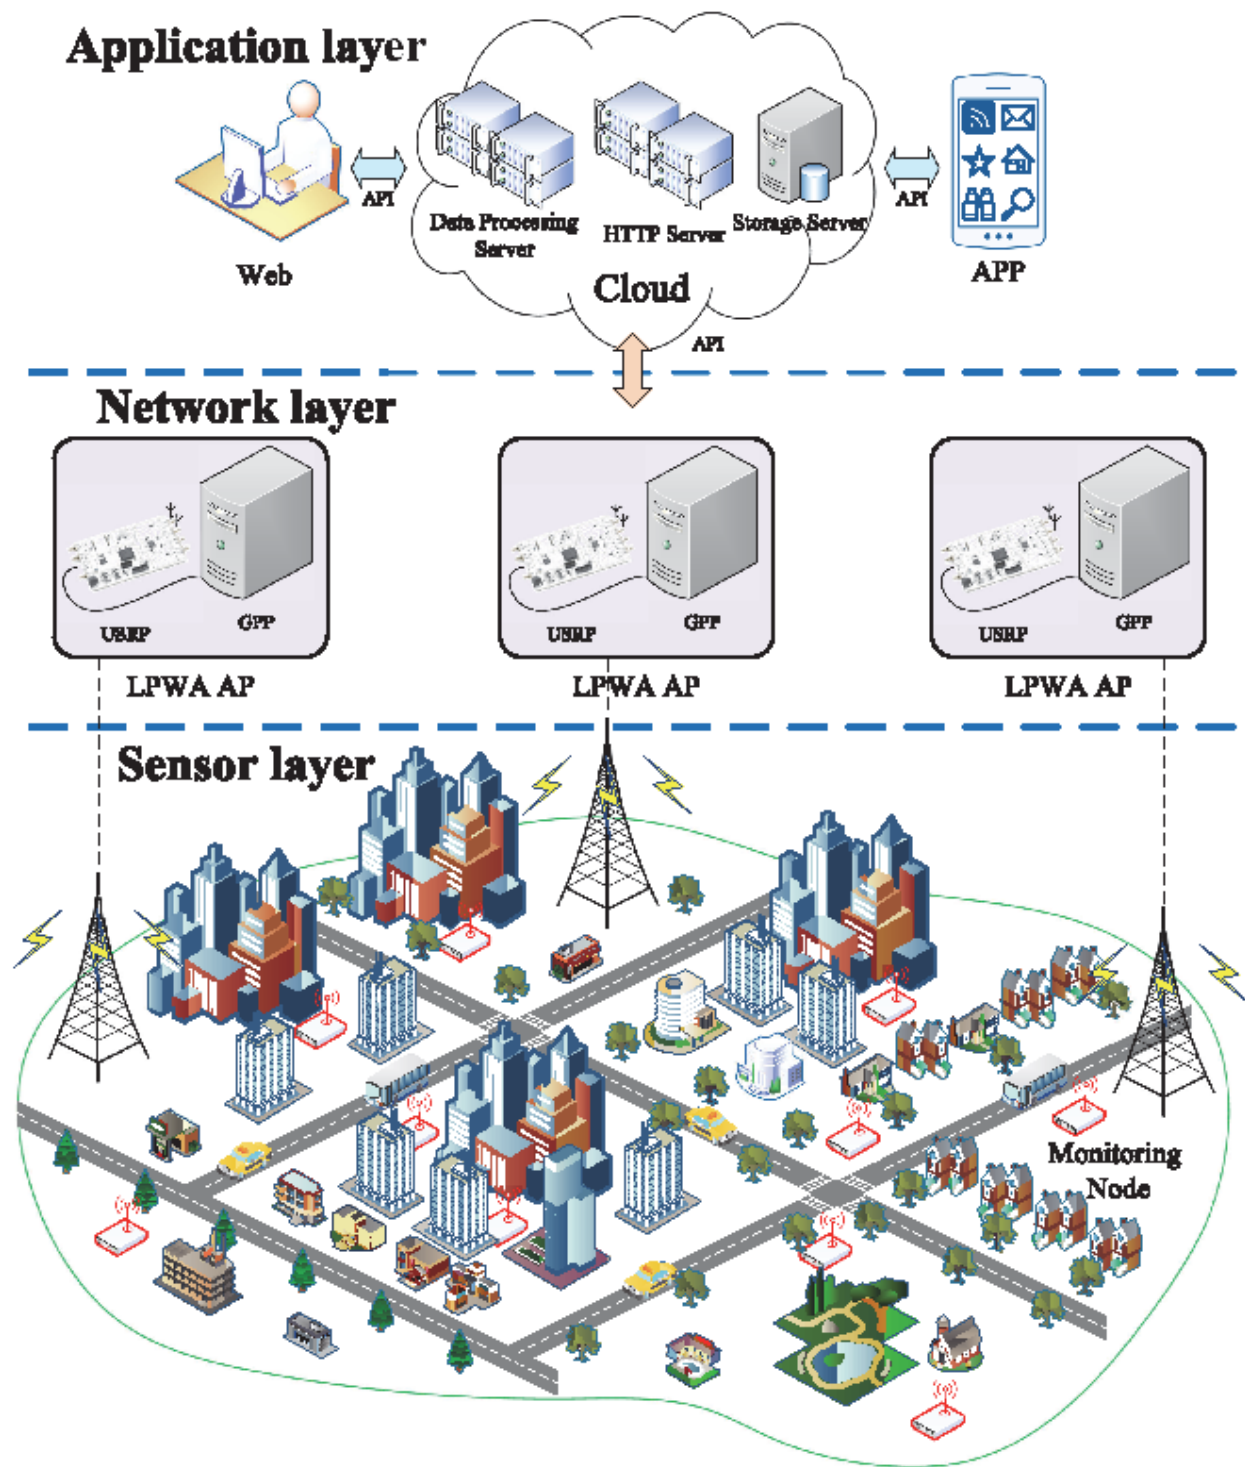 Application layer
API
API
Data Processing
Server
HTTP Server
Storage Server
Web
Cloud
APP
API
Network layer
USRP
GPP
USRP
GPP
USRP
GPP
LPWA AP
LPWA AP
LPWA AP
Sensor layer
Monitoring
Node